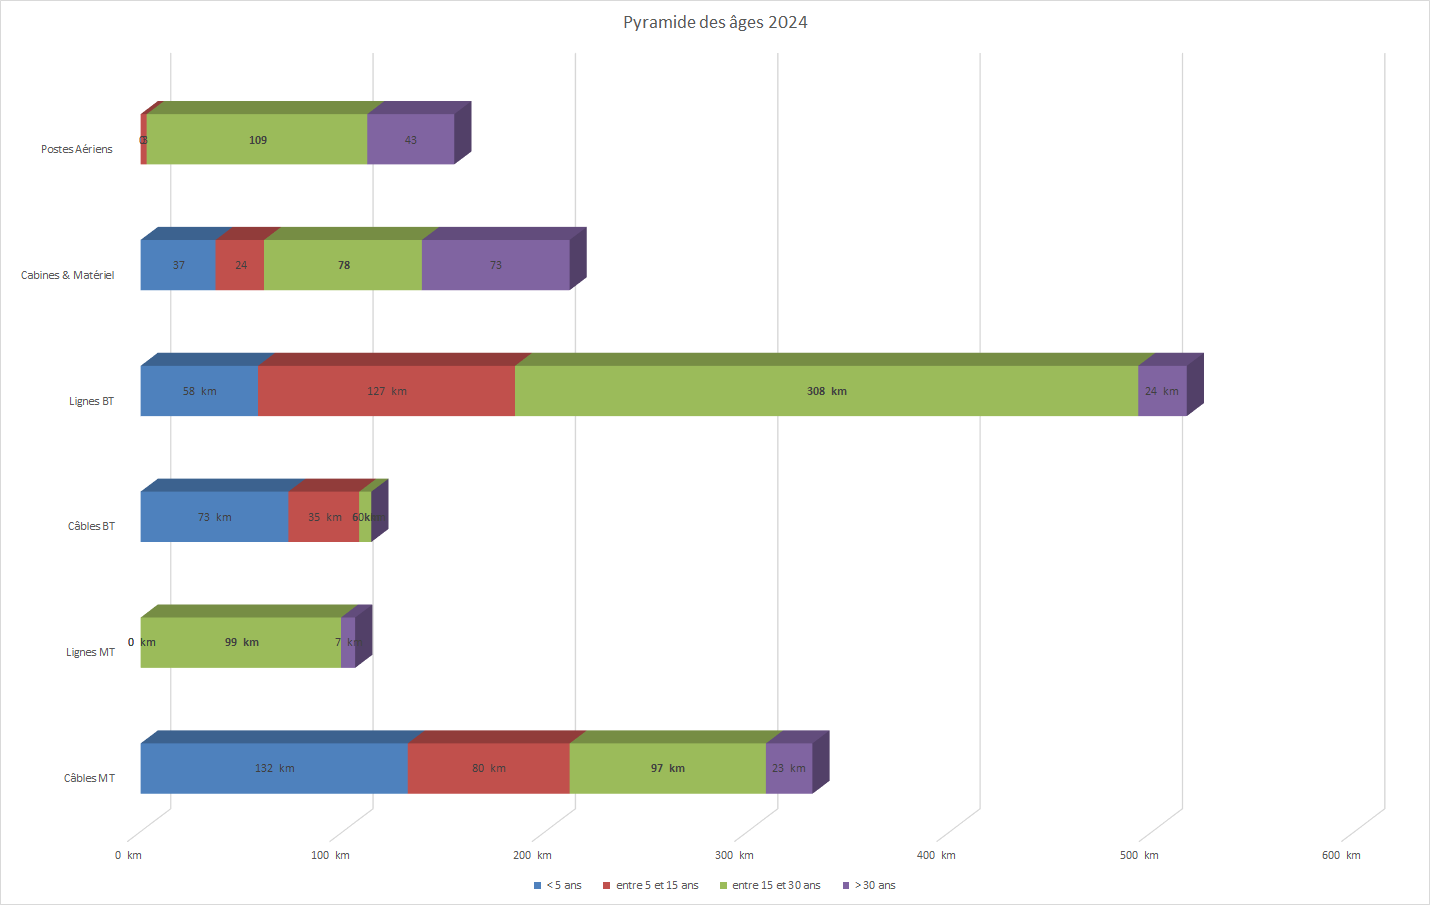 Pyramide des âges 2024
Postes Aériens
109
43
Cabines & Matériel
37
24
78
73
Lignes BT
58 km
127 km
308 km
24 km
Câbles BT
73 km
35 km
Lignes MT
0 km
99 km
7 km
Câbles MT
132 km
80 km
97 km
23 km
0 km
100 km
200 km
300 km
400 km
500 km
600 km
< 5 ans
entre 5 et 15 ans
entre 15 et 30 ans
> 30 ans